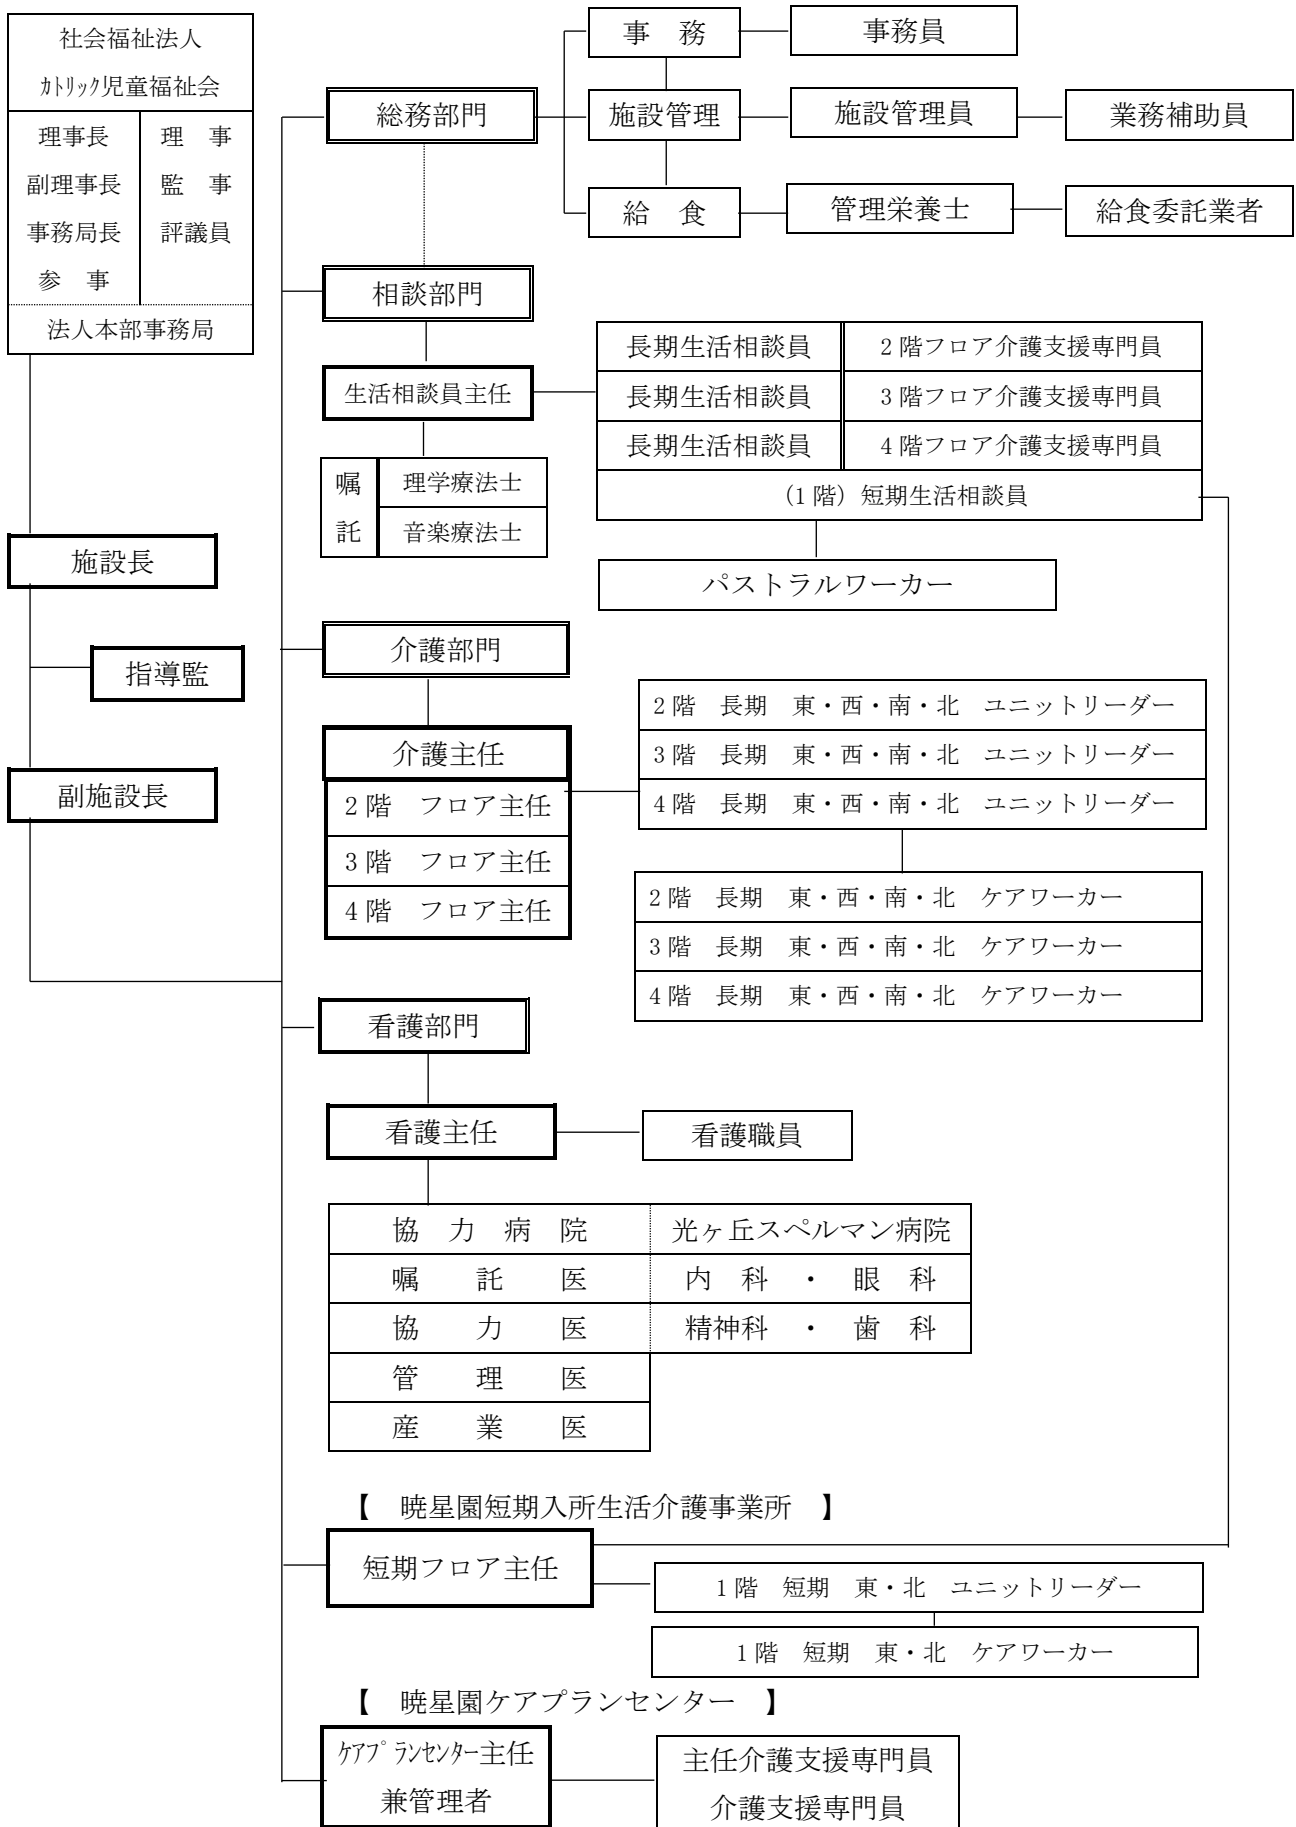 社会福祉法人
ｶﾄﾘｯｸ児童福祉会
理事長 理　事
副理事長 監　事
事務局長 評議員
参　事
法人本部事務局
施設長
指導監
副施設長
総務部門
事　務 事務員
施設管理 施設管理員 業務補助員
給　食 管理栄養士 給食委託業者
相談部門
生活相談員主任
嘱託 理学療法士
音楽療法士
長期生活相談員 2階フロア介護支援専門員
長期生活相談員 3階フロア介護支援専門員
長期生活相談員 4階フロア介護支援専門員
(1階) 短期生活相談員
パストラルワーカー
介護部門
介護主任
2階　フロア主任
3階　フロア主任
4階　フロア主任
2階　長期　東・西・南・北　ユニットリーダー
3階　長期　東・西・南・北　ユニットリーダー
4階　長期　東・西・南・北　ユニットリーダー
2階　長期　東・西・南・北　ケアワーカー
3階　長期　東・西・南・北　ケアワーカー
4階　長期　東・西・南・北　ケアワーカー
看護部門
看護主任 看護職員
協　力　病　院 光ヶ丘スペルマン病院
嘱　託　医 内　科　・　眼　科
協　力　医 精神科　・　歯　科
管　理　医
産　業　医
【　暁星園短期入所生活介護事業所　】
短期フロア主任
1階　短期　東・北　ユニットリーダー
1階　短期　東・北　ケアワーカー
【　暁星園ケアプランセンター　】
ｹｱﾌﾟﾗﾝｾﾝﾀｰ主任
兼管理者
主任介護支援専門員
介護支援専門員